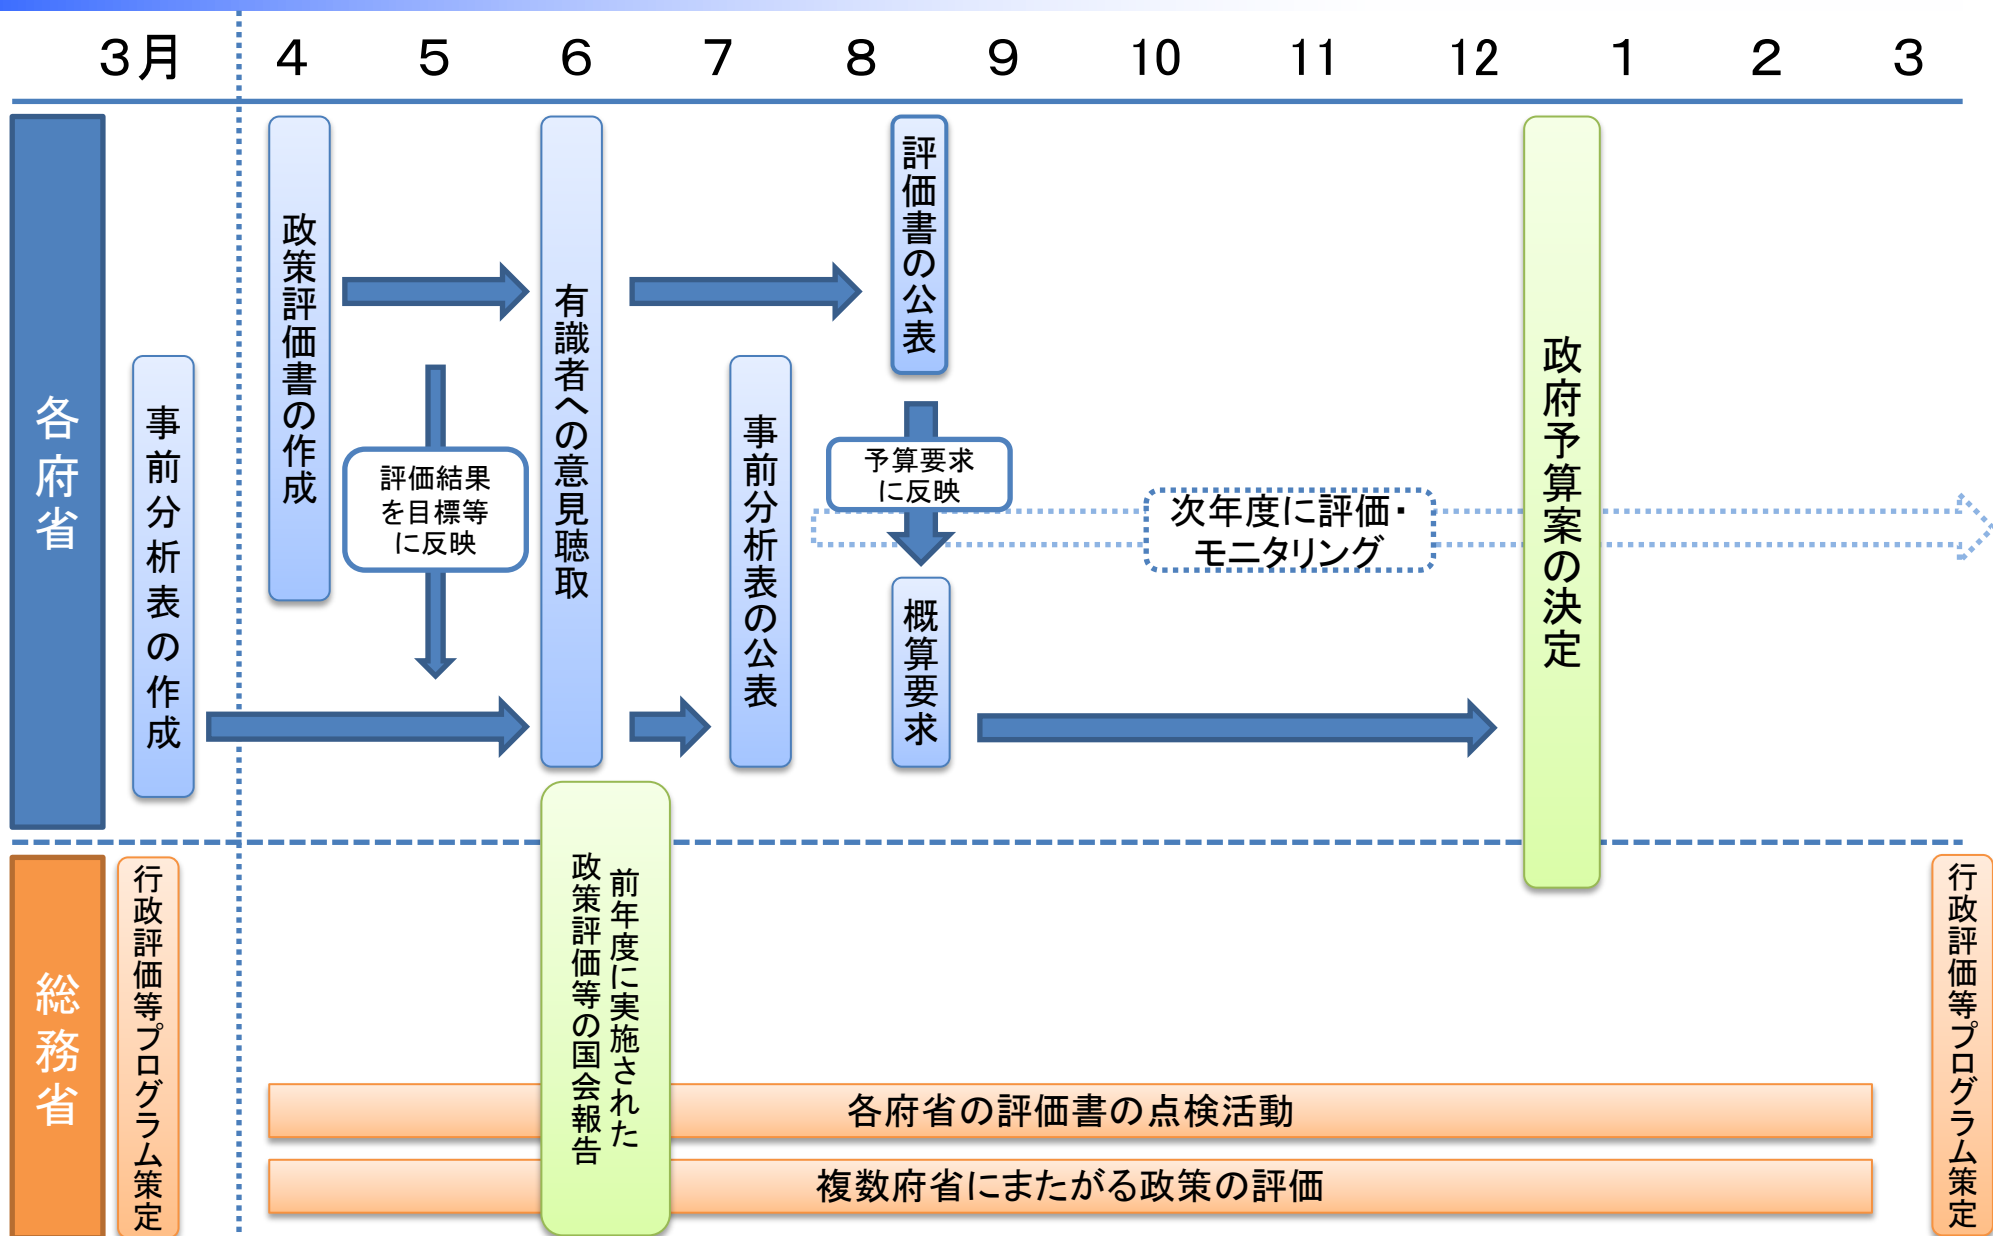 ３月 4 5 6 7 8 9 10 11 12 1 2 3
各府省
事前分析表の作成
政策評価書の作成
評価結果
を目標等
に反映
有識者への意見聴取
事前分析表の公表
評価書の公表
予算要求
に反映
概算要求
次年度に評価・
モニタリング
政府予算案の決定
総務省
行政評価等プログラム策定
前年度に実施された
政策評価等の国会報告
各府省の評価書の点検活動
複数府省にまたがる政策の評価
行政評価等プログラム策定